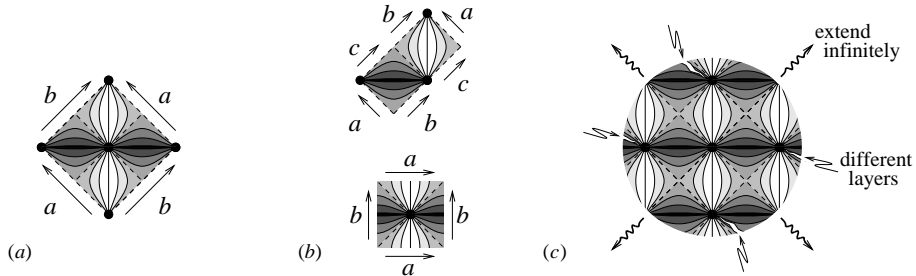 b
a
a
b
(a)
a
c
c
a
b
a
b
b
a
(b)
extend
infinitely
different
layers
(c)